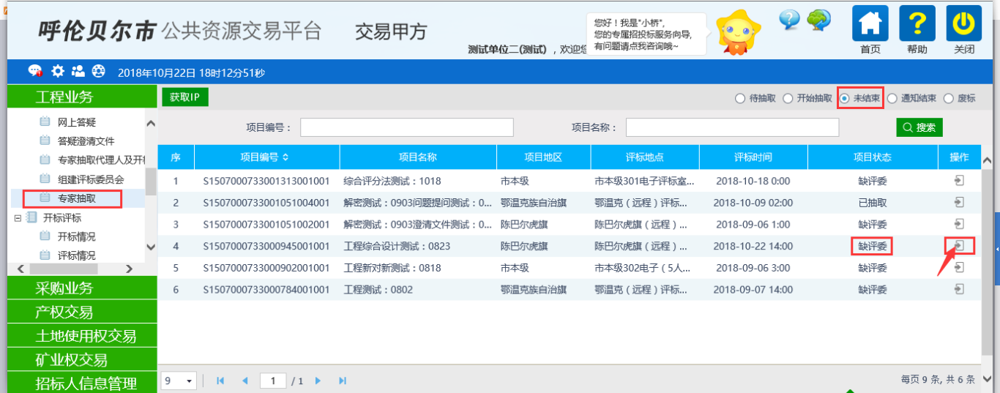 呼伦贝尔市 公共资源交易平台 交易甲方
您好！我是"小桥",
您的专属招投标服务向导,
有问题请点我咨询哦~
测试单位二(测试) ，欢迎您
首页 帮助 关闭
2018年10月22日 18时12分51秒
工程业务
网上答疑
答疑澄清文件
专家抽取代理人及开标
组建评标委员会
专家抽取
开标评标
开标情况
评标情况
采购业务
产权交易
土地使用权交易
矿业权交易
招标人信息管理
获取IP 待抽取 开始抽取 未结束 通知结束 废标
项目编号： 项目名称： 搜索
序 项目编号 项目名称 项目地区 评标地点 评标时间 项目状态 操作
1 S1507000733001313001001 综合评分法测试：1018 市本级 市本级301电子评标室... 2018-10-18 0:00 缺评委
2 S1507000733001051004001 解密测试：0903问题提问测试：0... 鄂温克族自治旗 鄂温克（远程）评标... 2018-10-09 02:00 已抽取
3 S1507000733001051002001 解密测试：0903澄清文件测试：0... 陈巴尔虎旗 陈巴尔虎旗（远程）... 2018-09-06 1:00 缺评委
4 S1507000733000945001001 工程综合设计测试：0823 陈巴尔虎旗 陈巴尔虎旗（远程）... 2018-10-22 14:00 缺评委
5 S1507000733000902001001 工程新对新测试：0818 市本级 市本级302电子（5人... 2018-09-06 3:00 缺评委
6 S1507000733000784001001 工程测试：0802 鄂温克族自治旗 鄂温克（远程）评标... 2018-09-07 14:00 缺评委
9 1 / 1 每页 9 条, 共 6 条